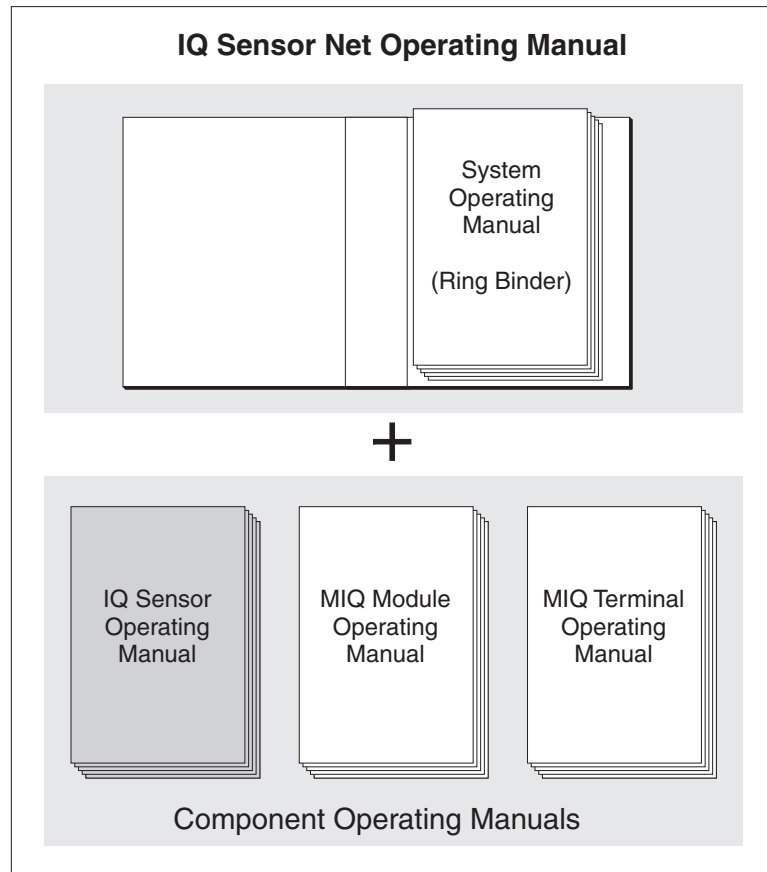 IQ Sensor Net Operating Manual
System
Operating
Manual
(Ring Binder)
+
IQ Sensor
Operating
Manual
MIQ Module
Operating
Manual
MIQ Terminal
Operating
Manual
Component Operating Manuals